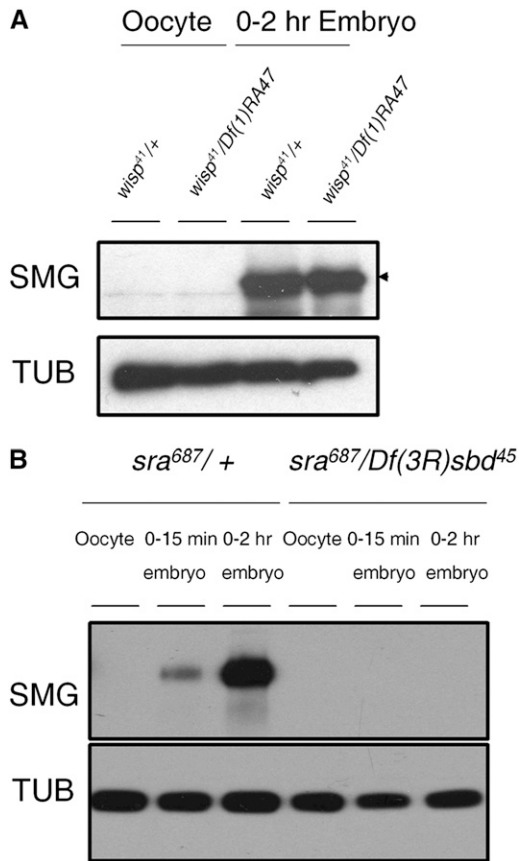 A
Oocyte 0-2 hr Embryo
wisp41/+ wisp41/Df(1)RA47 wisp41/+ wisp41/Df(1)RA47
SMG
TUB
B
sra687/ + sra687/Df(3R)sbd45
Oocyte 0-15 min 0-2 hr Oocyte 0-15 min 0-2 hr
embryo embryo embryo embryo
SMG
TUB